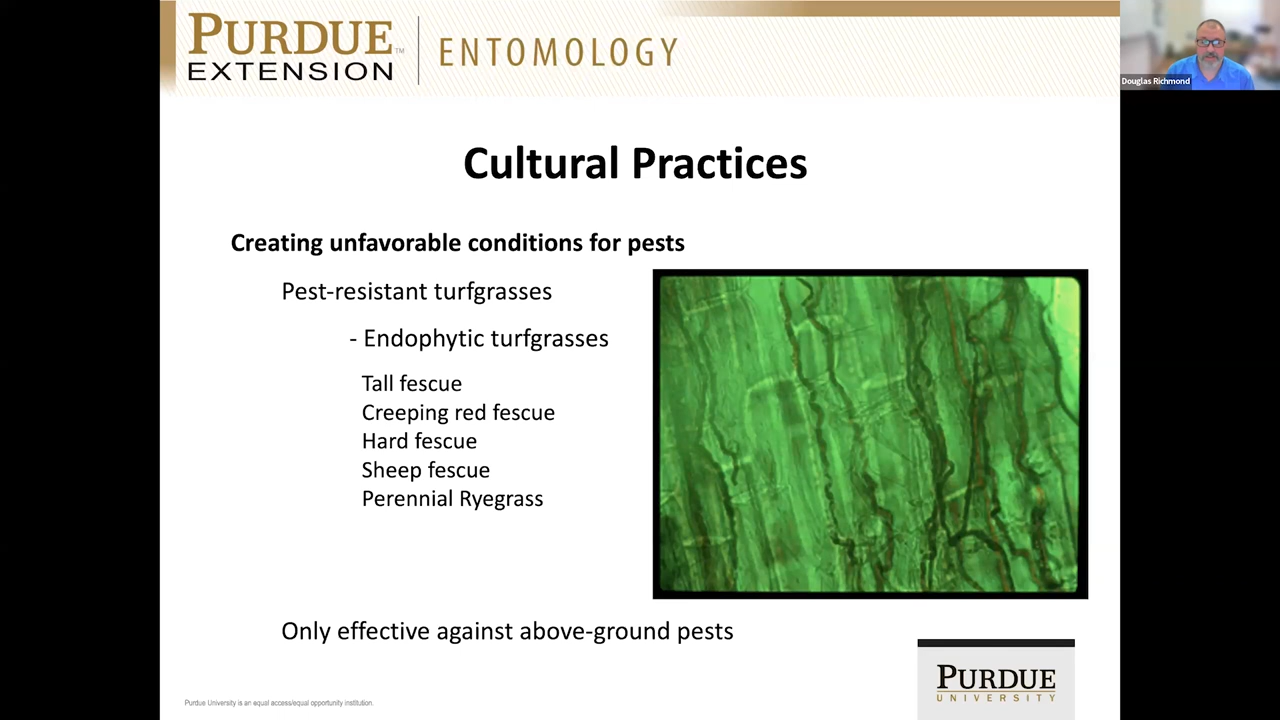 PURDUE™
EXTENSION
ENTOMOLOGY
Douglas Richmond
Cultural Practices
Creating unfavorable conditions for pests
Pest-resistant turfgrasses
- Endophytic turfgrasses
Tall fescue
Creeping red fescue
Hard fescue
Sheep fescue
Perennial Ryegrass
Only effective against above-ground pests
PURDUE
UNIVERSITY
Purdue University is an equal access/equal opportunity institution.